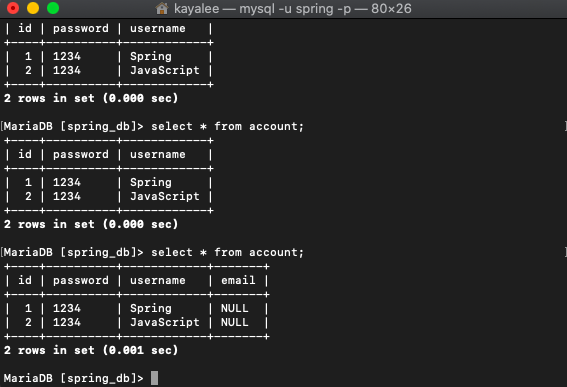 kayalee — mysql -u spring -p — 80×26
| id | password | username   |
+----+----------+------------+
|  1 | 1234     | Spring     |
|  2 | 1234     | JavaScript |
+----+----------+------------+
2 rows in set (0.000 sec)
[MariaDB [spring_db]> select * from account; ]
+----+----------+------------+
| id | password | username   |
+----+----------+------------+
|  1 | 1234     | Spring     |
|  2 | 1234     | JavaScript |
+----+----------+------------+
2 rows in set (0.000 sec)
[MariaDB [spring_db]> select * from account; ]
+----+----------+------------+-------+
| id | password | username   | email |
+----+----------+------------+-------+
|  1 | 1234     | Spring     | NULL  |
|  2 | 1234     | JavaScript | NULL  |
+----+----------+------------+-------+
2 rows in set (0.001 sec)
MariaDB [spring_db]>